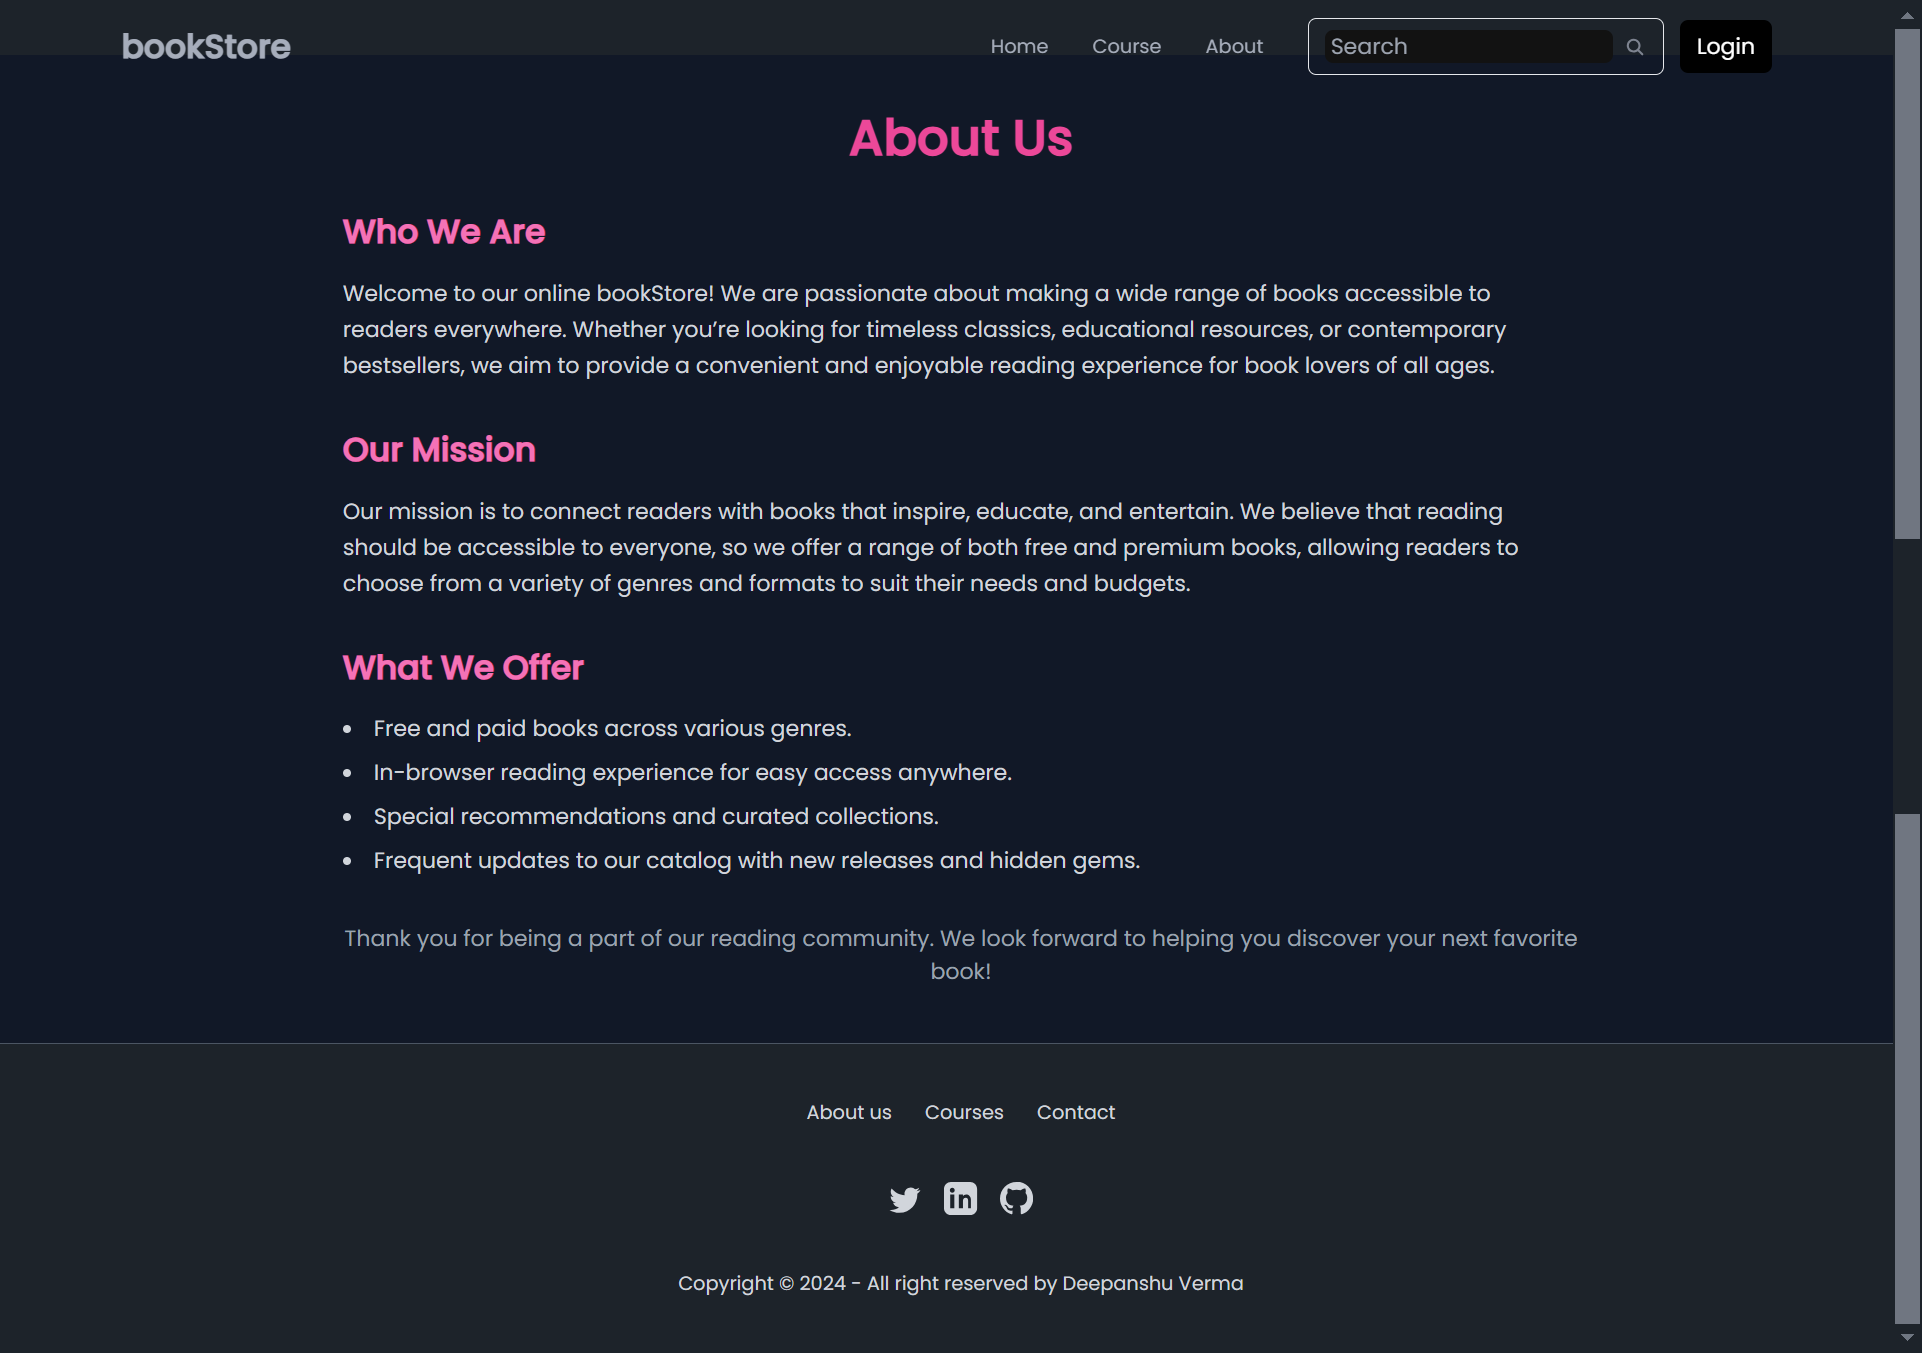 bookStore
Home
Course
About
Search
Login
About Us
Who We Are
Welcome to our online bookStore! We are passionate about making a wide range of books accessible to
readers everywhere. Whether you’re looking for timeless classics, educational resources, or contemporary
bestsellers, we aim to provide a convenient and enjoyable reading experience for book lovers of all ages.
Our Mission
Our mission is to connect readers with books that inspire, educate, and entertain. We believe that reading
should be accessible to everyone, so we offer a range of both free and premium books, allowing readers to
choose from a variety of genres and formats to suit their needs and budgets.
What We Offer
• Free and paid books across various genres.
• In-browser reading experience for easy access anywhere.
• Special recommendations and curated collections.
• Frequent updates to our catalog with new releases and hidden gems.
Thank you for being a part of our reading community. We look forward to helping you discover your next favorite
book!
About us
Courses
Contact
in
Copyright © 2024 - All right reserved by Deepanshu Verma